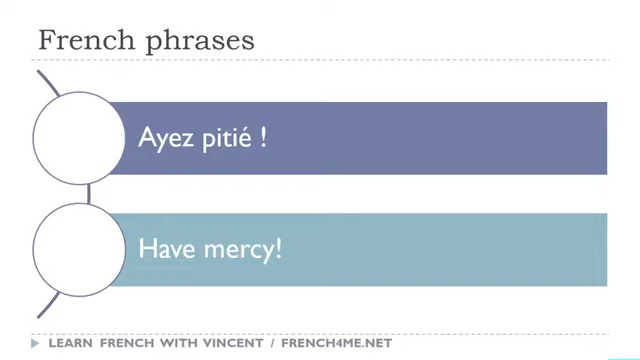 French phrases
Ayez pitié !
Have mercy!
LEARN FRENCH WITH VINCENT / FRENCH4ME.NET